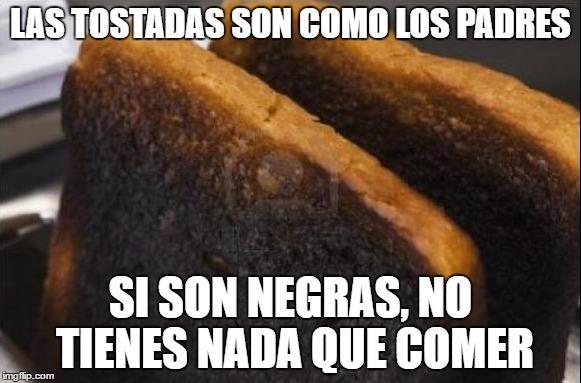 LAS TOSTADAS SON COMO LOS PADRES
SI SON NEGRAS, NO
TIENES NADA QUE COMER
imgflip.com